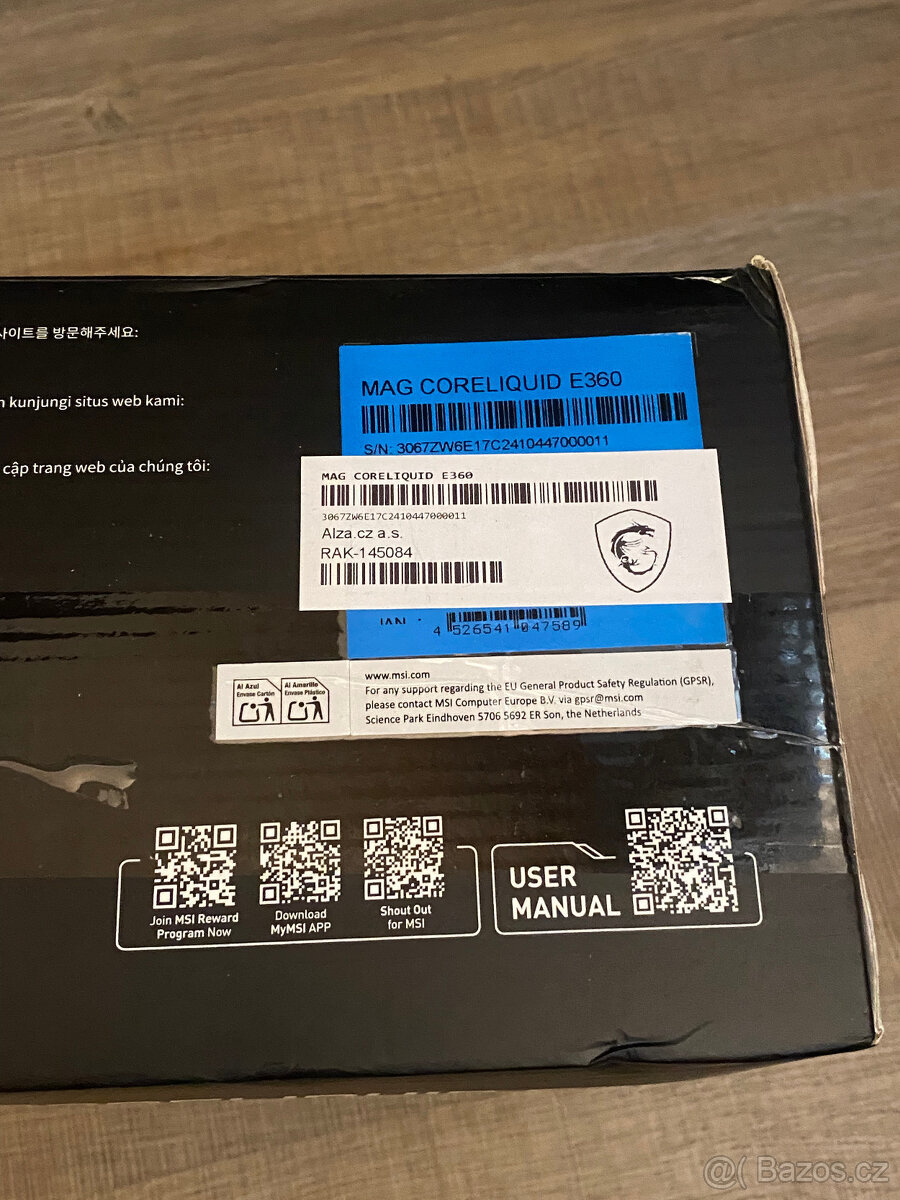 사이트를 방문해주세요:
kunjungi situs web kami:
cập trang web của chúng tôi:
MAG CORELIQUID E360
S/N: 3067ZW6E17C2410447000011
MAG CORELIQUID E360
3067ZW6E17C2410447000011
Alza.cz a.s.
RAK-145084
4 526541 047589
Al Azul
Envase Cartón
Al Amarillo
Envase Plástico
www.msi.com
For any support regarding the EU General Product Safety Regulation (GPSR),
please contact MSI Computer Europe B.V. via gpsr@msi.com
Science Park Eindhoven 5706 5692 ER Son, the Netherlands
Join MSI Reward
Program Now
Download
MyMSI APP
Shout Out
for MSI
USER
MANUAL
@( Bazos.cz